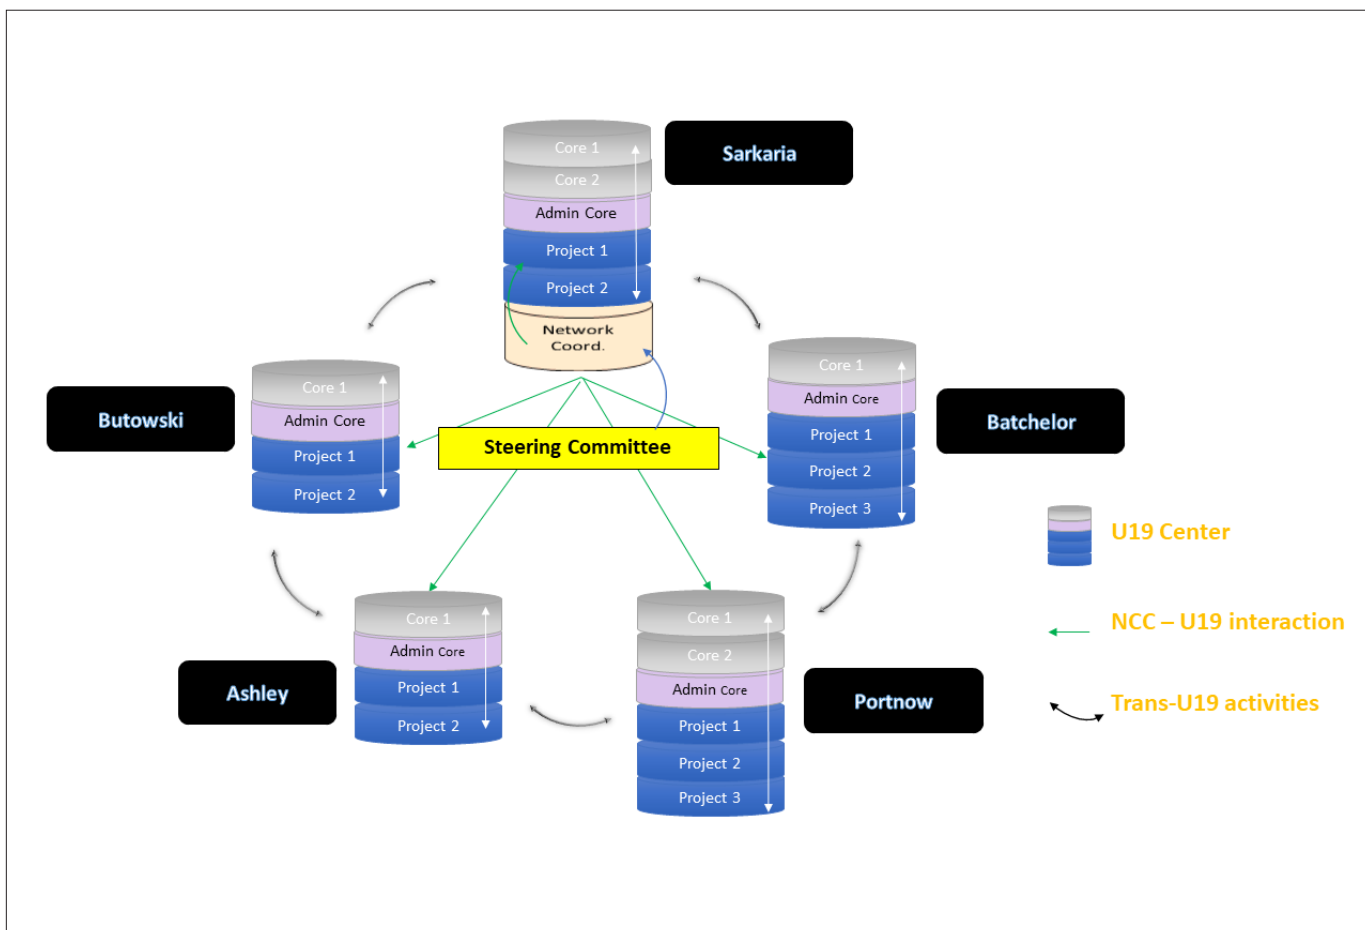 Sarkaria
Core 1
Core 2
Admin Core
Project 1
Project 2
Network
Coord.
Butowski
Core 1
Admin Core
Project 1
Project 2
Steering Committee
Core 1
Admin Core
Project 1
Project 2
Project 3
Batchelor
U19 Center
NCC – U19 interaction
Trans-U19 activities
Ashley
Core 1
Admin Core
Project 1
Project 2
Core 1
Core 2
Admin Core
Project 1
Project 2
Project 3
Portnow